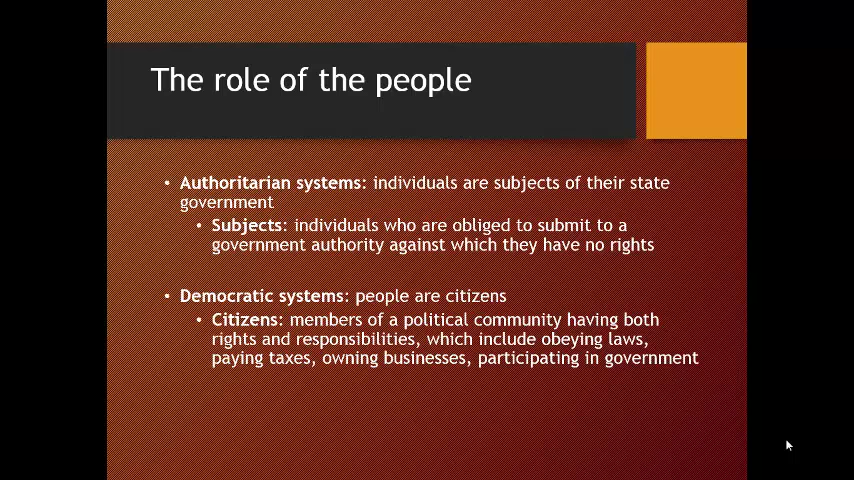 The role of the people
• Authoritarian systems: individuals are subjects of their state
government
• Subjects: individuals who are obliged to submit to a
government authority against which they have no rights
• Democratic systems: people are citizens
• Citizens: members of a political community having both
rights and responsibilities, which include obeying laws,
paying taxes, owning businesses, participating in government